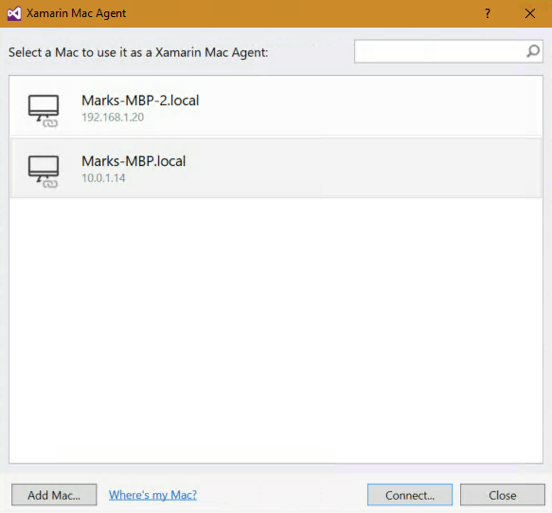 Xamarin Mac Agent
Select a Mac to use it as a Xamarin Mac Agent:
Marks-MBP-2.local
192.168.1.20
Marks-MBP.local
10.0.1.14
Add Mac... Where's my Mac? Connect... Close